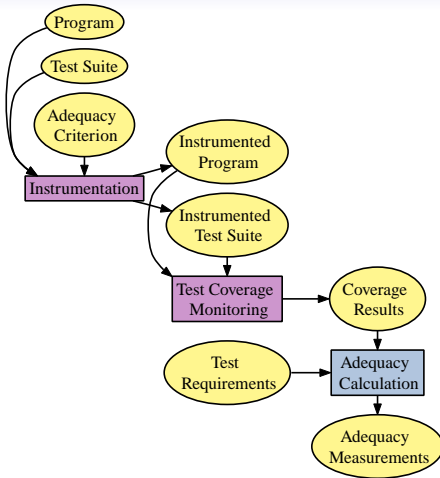 Program
Test Suite
Adequacy
Criterion
Instrumentation
Instrumented
Program
Instrumented
Test Suite
Test Coverage
Monitoring
Coverage
Results
Test
Requirements
Adequacy
Calculation
Adequacy
Measurements